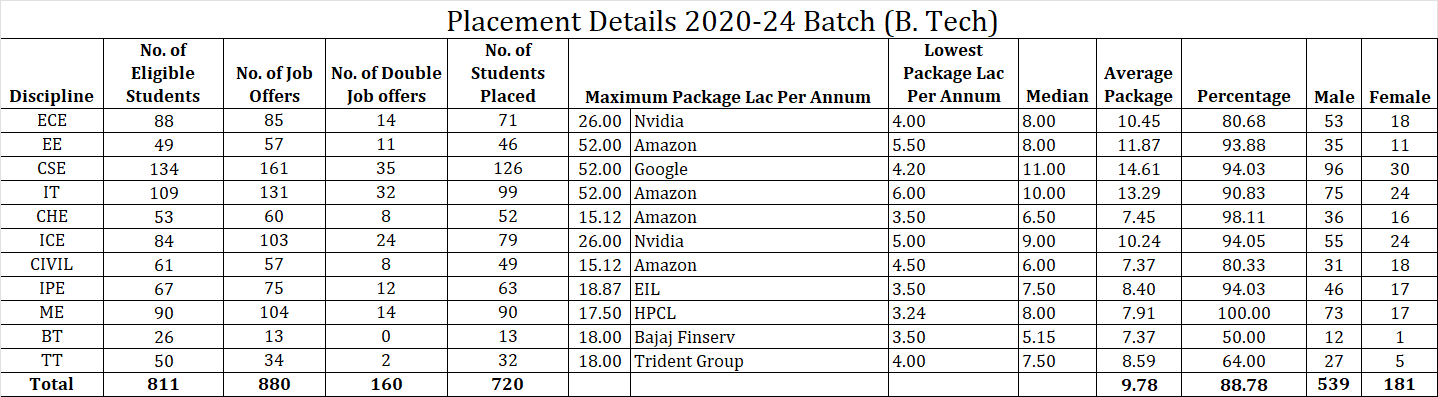 Placement Details 2020-24 Batch (B. Tech)
Discipline No. of Eligible Students No. of Job Offers No. of Double Job offers No. of Students Placed Maximum Package Lac Per Annum Lowest Package Lac Per Annum Median Average Package Percentage Male Female
ECE 88 85 14 71 26.00 Nvidia 4.00 8.00 10.45 80.68 53 18
EE 49 57 11 46 52.00 Amazon 5.50 8.00 11.87 93.88 35 11
CSE 134 161 35 126 52.00 Google 4.20 11.00 14.61 94.03 96 30
IT 109 131 32 99 52.00 Amazon 6.00 10.00 13.29 90.83 75 24
CHE 53 60 8 52 15.12 Amazon 3.50 6.50 7.45 98.11 36 16
ICE 84 103 24 79 26.00 Nvidia 5.00 9.00 10.24 94.05 55 24
CIVIL 61 57 8 49 15.12 Amazon 4.50 6.00 7.37 80.33 31 18
IPE 67 75 12 63 18.87 EIL 3.50 7.50 8.40 94.03 46 17
ME 90 104 14 90 17.50 HPCL 3.24 8.00 7.91 100.00 73 17
BT 26 13 0 13 18.00 Bajaj Finserv 3.50 5.15 7.37 50.00 12 1
TT 50 34 2 32 18.00 Trident Group 4.00 7.50 8.59 64.00 27 5
Total 811 880 160 720 9.78 88.78 539 181